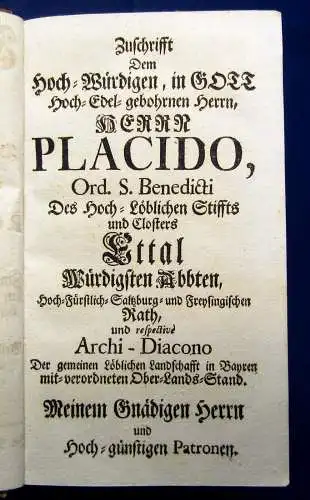 Zuschrifft
Dem
Hoch-Würdigen, in GOTT
Hoch-Edel-gebohrnen Herrn,
HERRN
PLACIDO,
Ord. S. Benedicti
Des Hoch-Löblichen Stiffts
und Closters
Ettal
Würdigsten Abbten,
Hoch-Fürstlich-Saltzburg-und Freysingischen
Rath,
und respectivè
Archi-Diacono
Der gemeinen Löblichen Landschafft in Bayren
mit-verordneten Ober-Lands-Stand.
Meinem Gnädigen Herrn
und
Hoch-günstigen Patronen.